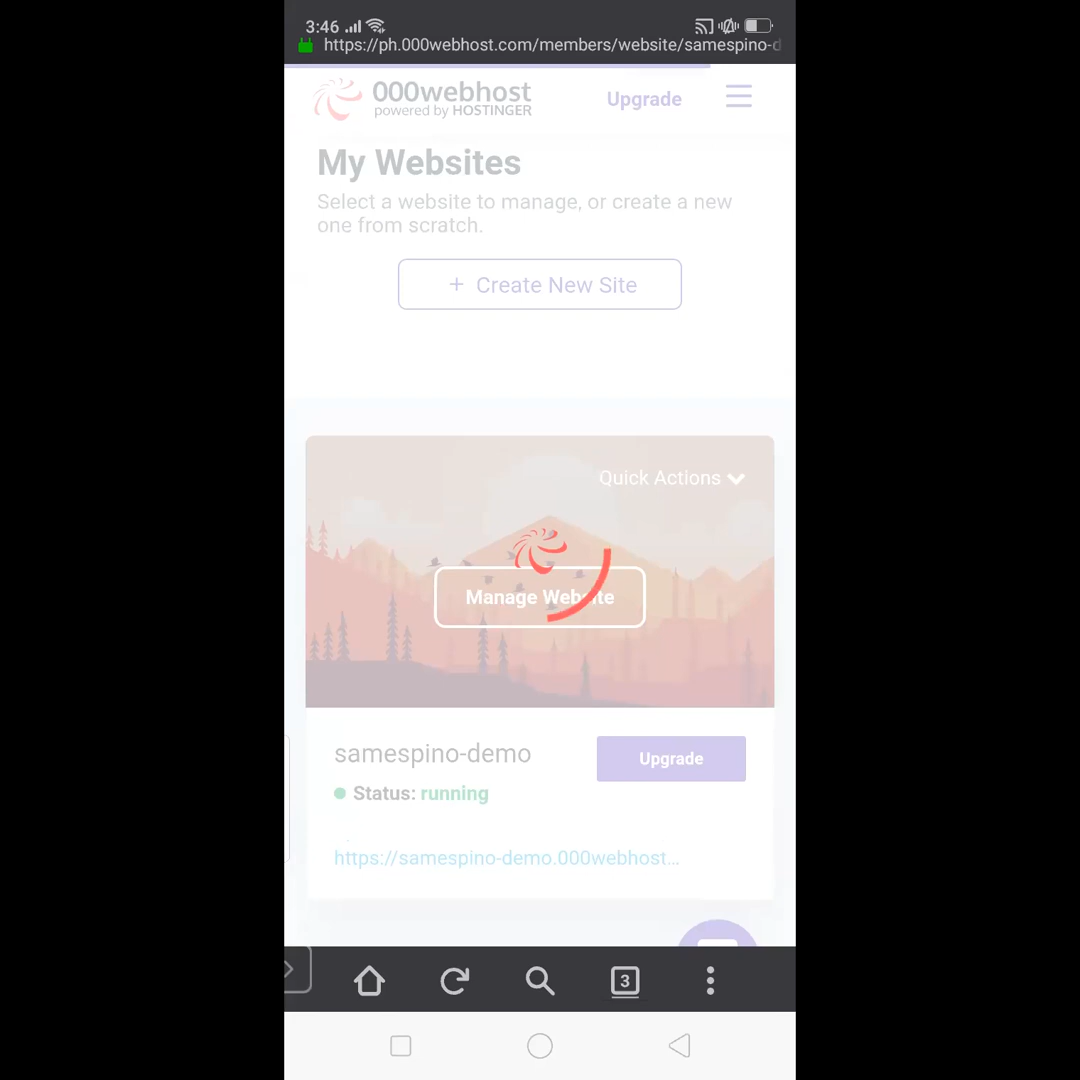 3:46
https://ph.000webhost.com/members/website/samespino-d
000webhost
powered by HOSTINGER
Upgrade
My Websites
Select a website to manage, or create a new
one from scratch.
+ Create New Site
Quick Actions
Manage Website
samespino-demo
Upgrade
Status: running
https://samespino-demo.000webhost...
3